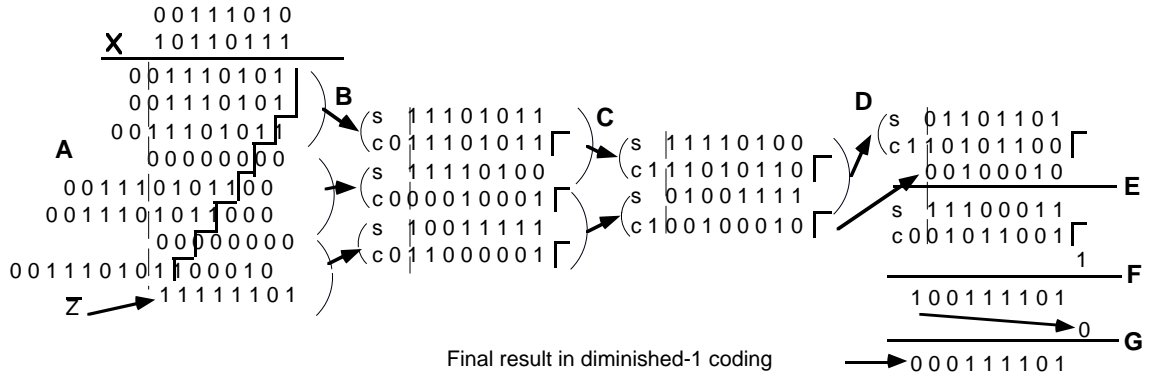 0 0 1 1 1 0 1 0
X 1 0 1 1 0 1 1 1
0 0 1 1 1 0 1 0 1
0 0 1 1 1 0 1 0 1
0 0 1 1 1 0 1 0 1 1
A
0 0 0 0 0 0 0 0
0 0 1 1 1 0 1 0 1 1 0 0
0 0 1 1 1 0 1 0 1 1 0 0 0
0 0 0 0 0 0 0 0
0 0 1 1 1 0 1 0 1 1 0 0 0 1 0
1 1 1 1 1 1 0 1
Z̅
B
s 1 1 1 0 1 0 1 1
c 0 1 1 1 0 1 0 1 1
s 1 1 1 1 0 1 0 0
c 0 0 0 0 1 0 0 0 1
s 1 0 0 1 1 1 1 1
c 0 1 1 0 0 0 0 0 1
C
s 1 1 1 1 0 1 0 0
c 1 1 1 0 1 0 1 1 0
s 0 1 0 0 1 1 1 1
c 1 0 0 1 0 0 0 1 0
D
s 0 1 1 0 1 1 0 1
c 1 1 0 1 0 1 1 0 0
0 0 1 0 0 0 1 0
E
s 1 1 1 0 0 0 1 1
c 0 0 1 0 1 1 0 0 1
1
F
1 0 0 1 1 1 1 0 1
0
G
Final result in diminished-1 coding
0 0 0 1 1 1 1 0 1